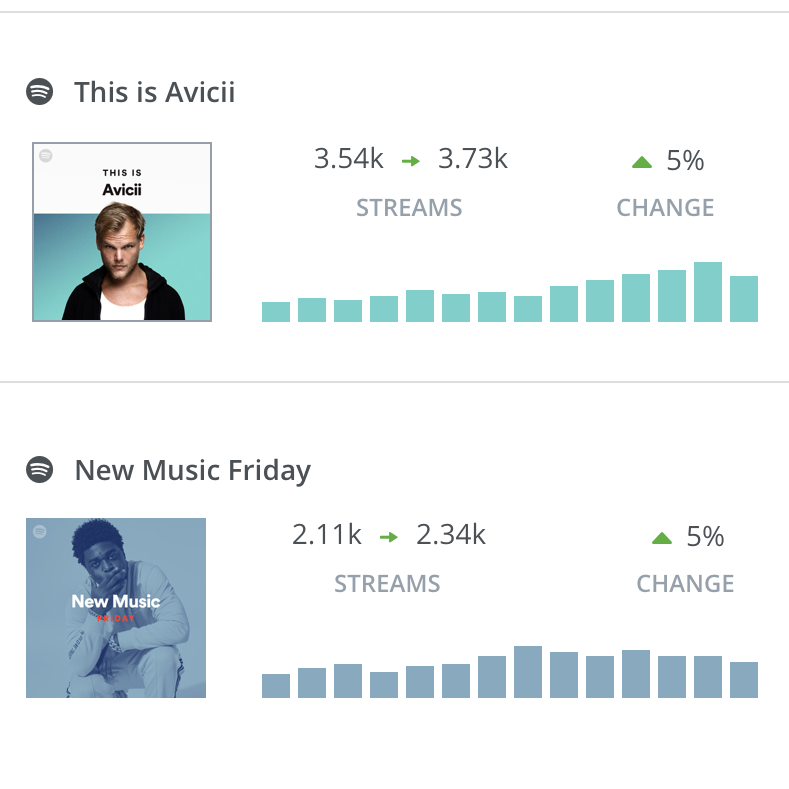 This is Avicii
THIS IS
Avicii
3.54k → 3.73k
STREAMS
▲ 5%
CHANGE
New Music Friday
New Music
FRIDAY
2.11k → 2.34k
STREAMS
▲ 5%
CHANGE